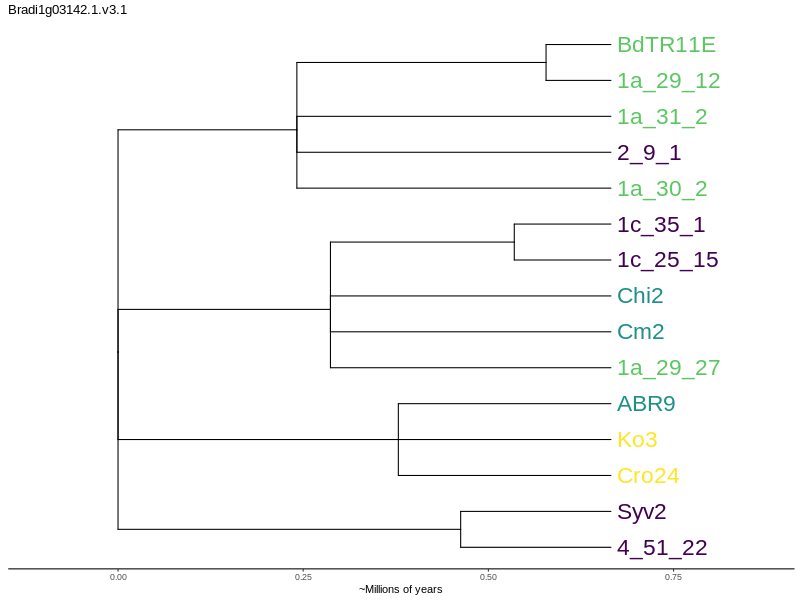 Bradi1g03142.1.v3.1
BdTR11E
1a_29_12
1a_31_2
2_9_1
1a_30_2
1c_35_1
1c_25_15
Chi2
Cm2
1a_29_27
ABR9
Ko3
Cro24
Syv2
4_51_22
0.00 0.25 0.50 0.75
~Millions of years